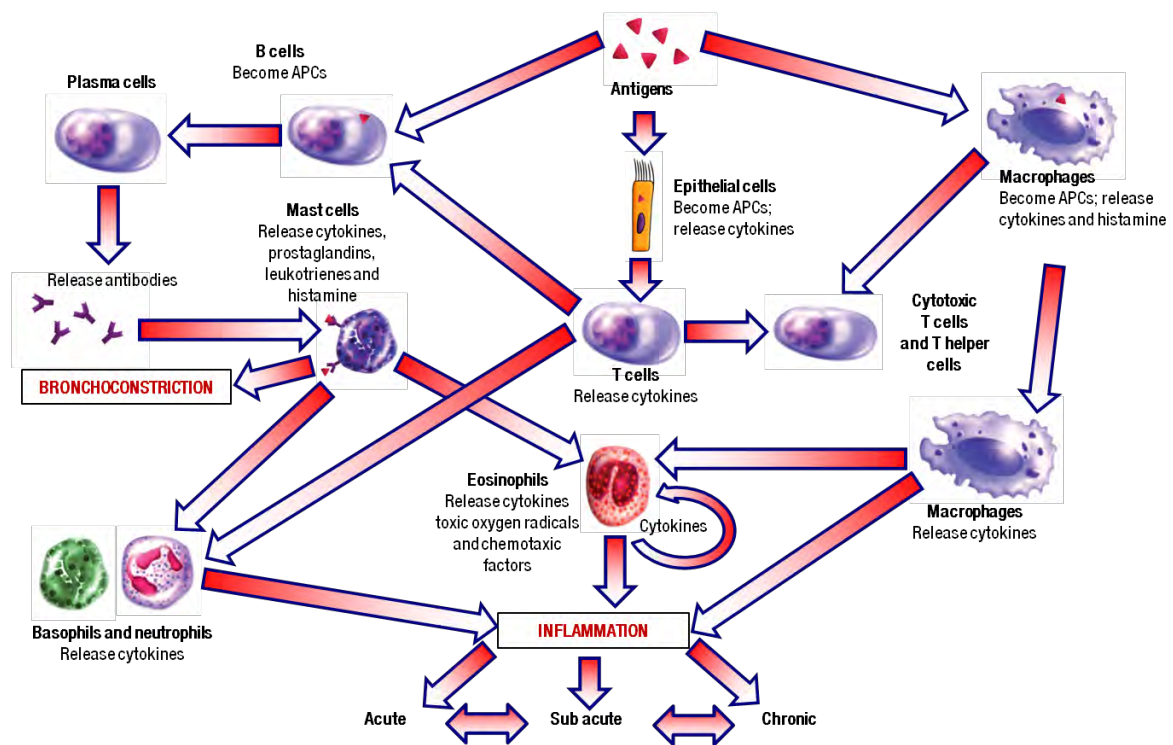 B cells
Become APCs
Plasma cells
Antigens
Macrophages
Become APCs; release
cytokines and histamine
Epithelial cells
Become APCs;
release cytokines
Mast cells
Release cytokines,
prostaglandins,
leukotrienes and
histamine
Release antibodies
BRONCHOCONSTRICTION
T cells
Release cytokines
Cytotoxic
T cells
and T helper
cells
Eosinophils
Release cytokines
toxic oxygen radicals
and chemotaxic
factors
Cytokines
Macrophages
Release cytokines
Basophils and neutrophils
Release cytokines
INFLAMMATION
Acute
Sub acute
Chronic